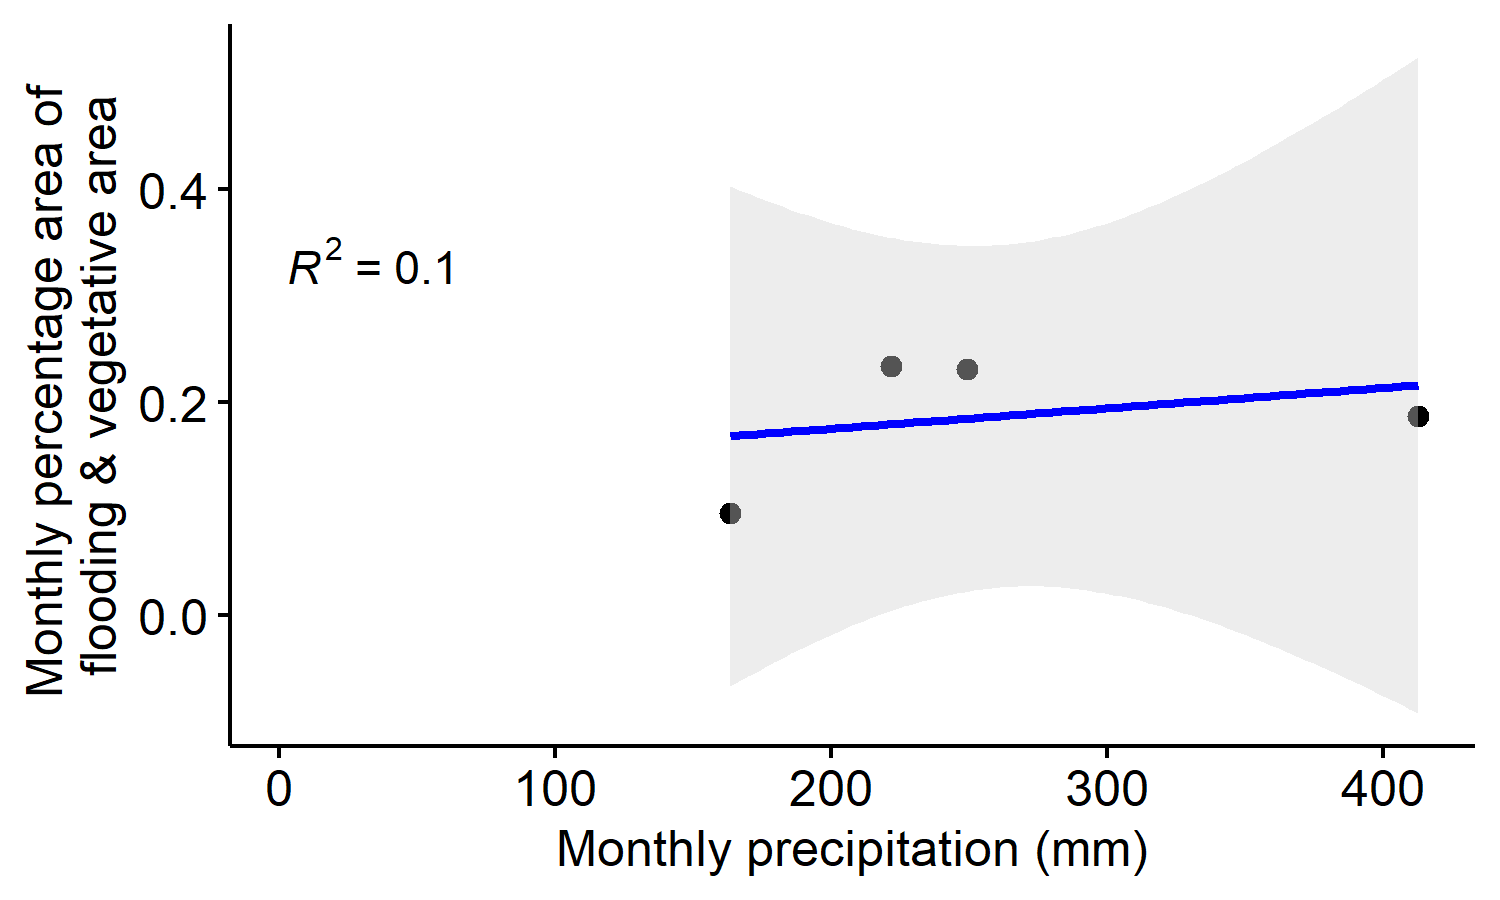 Monthly percentage area of
flooding & vegetative area
0.4
0.2
0.0
R² = 0.1
0 100 200 300 400
Monthly precipitation (mm)